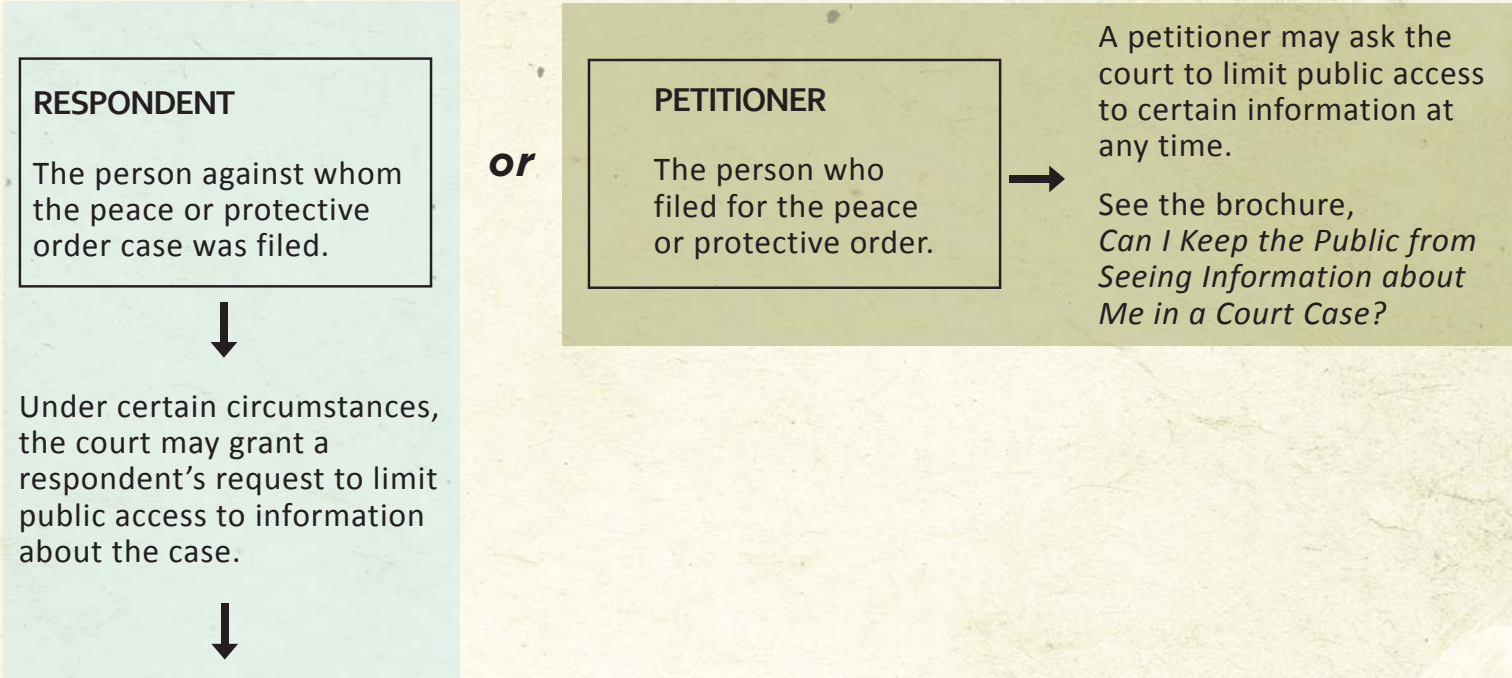 RESPONDENT
The person against whom
the peace or protective
order case was filed.
Under certain circumstances,
the court may grant a
respondent’s request to limit
public access to information
about the case.
or
PETITIONER
The person who
filed for the peace
or protective order.
A petitioner may ask the
court to limit public access
to certain information at
any time.
See the brochure,
Can I Keep the Public from
Seeing Information about
Me in a Court Case?